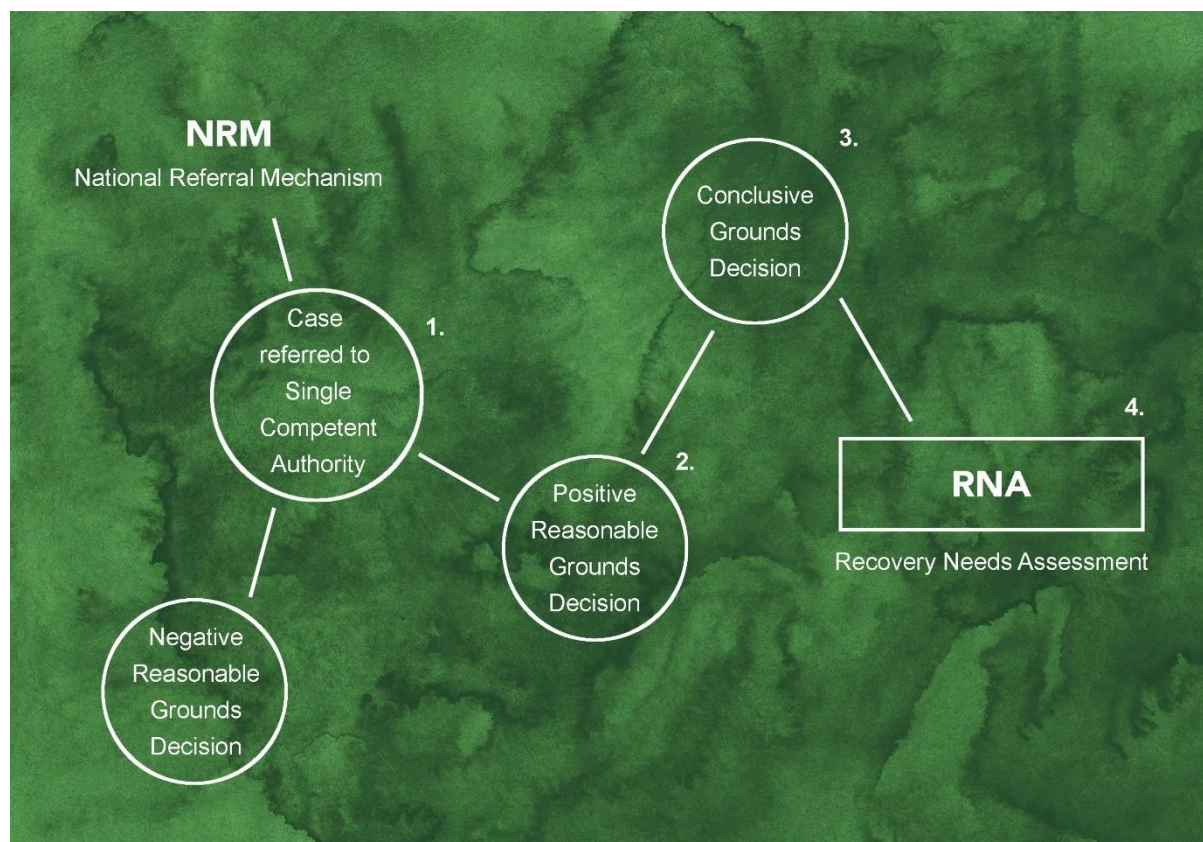 NRM
National Referral Mechanism
1.
Case
referred to
Single
Competent
Authority
Negative
Reasonable
Grounds
Decision
2.
Positive
Reasonable
Grounds
Decision
3.
Conclusive
Grounds
Decision
4.
RNA
Recovery Needs Assessment